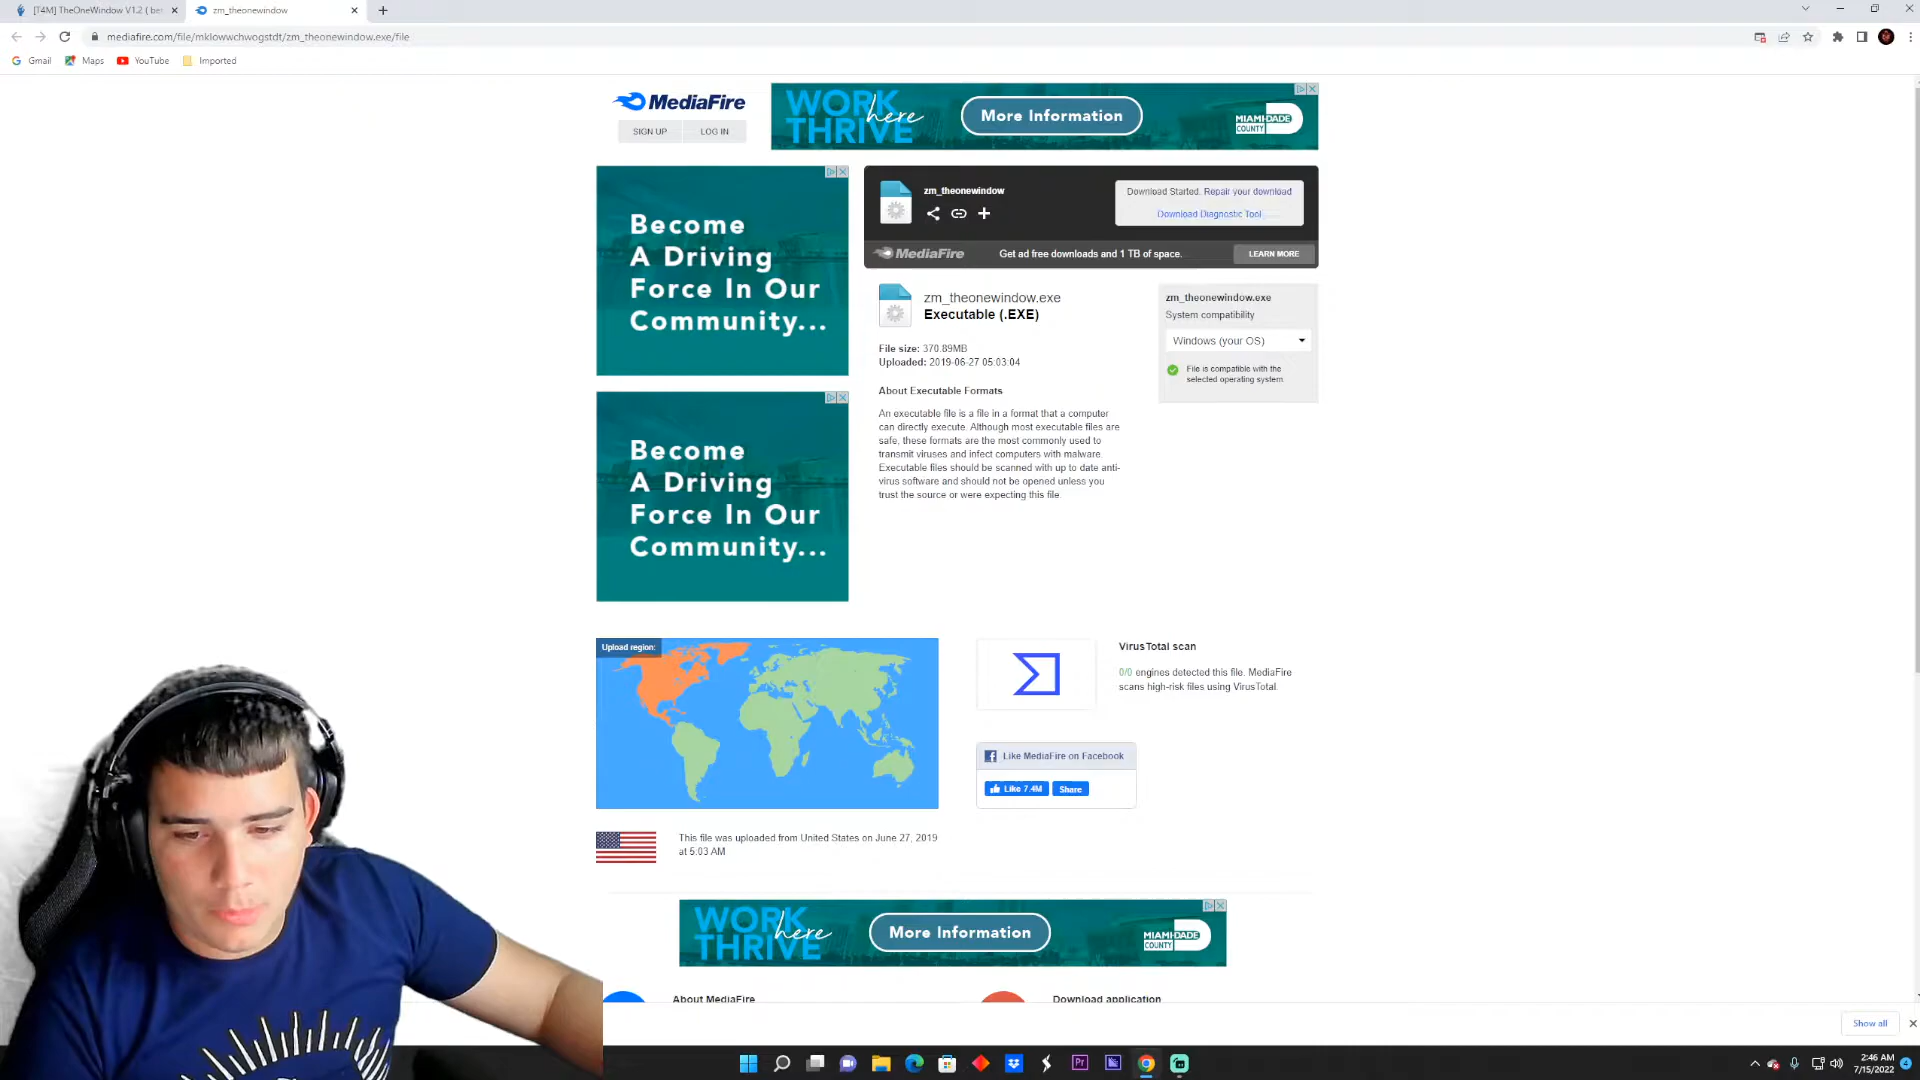 [T4M] TheOneWindow V1.2 ( be
zm_theonewindow
mediafire.com/file/mklowwchwogstdt/zm_theonewindow.exe/file
Gmail
Maps
YouTube
Imported
MediaFire
SIGN UP
LOG IN
WORK here THRIVE
More Information
MIAMI-DADE COUNTY
Become
A Driving
Force In Our
Community...
zm_theonewindow
Download Started. Repair your download
Download Diagnostic Tool
MediaFire
Get ad free downloads and 1 TB of space.
LEARN MORE
zm_theonewindow.exe
Executable (.EXE)
File size: 370.89MB
Uploaded: 2019-06-27 05:03:04
About Executable Formats
An executable file is a file in a format that a computer
can directly execute. Although most executable files are
safe, these formats are the most commonly used to
transmit viruses and infect computers with malware.
Executable files should be scanned with up to date anti-
virus software and should not be opened unless you
trust the source or were expecting this file.
zm_theonewindow.exe
System compatibility
Windows (your OS)
File is compatible with the
selected operating system.
Become
A Driving
Force In Our
Community...
Upload region:
VirusTotal scan
0/0 engines detected this file. MediaFire
scans high-risk files using VirusTotal.
Like MediaFire on Facebook
Like 7.4M
Share
This file was uploaded from United States on June 27, 2019
at 5:03 AM
WORK here THRIVE
More Information
MIAMI-DADE COUNTY
About MediaFire
Download application
Show all
Pr
2:46 AM
7/15/2022
4